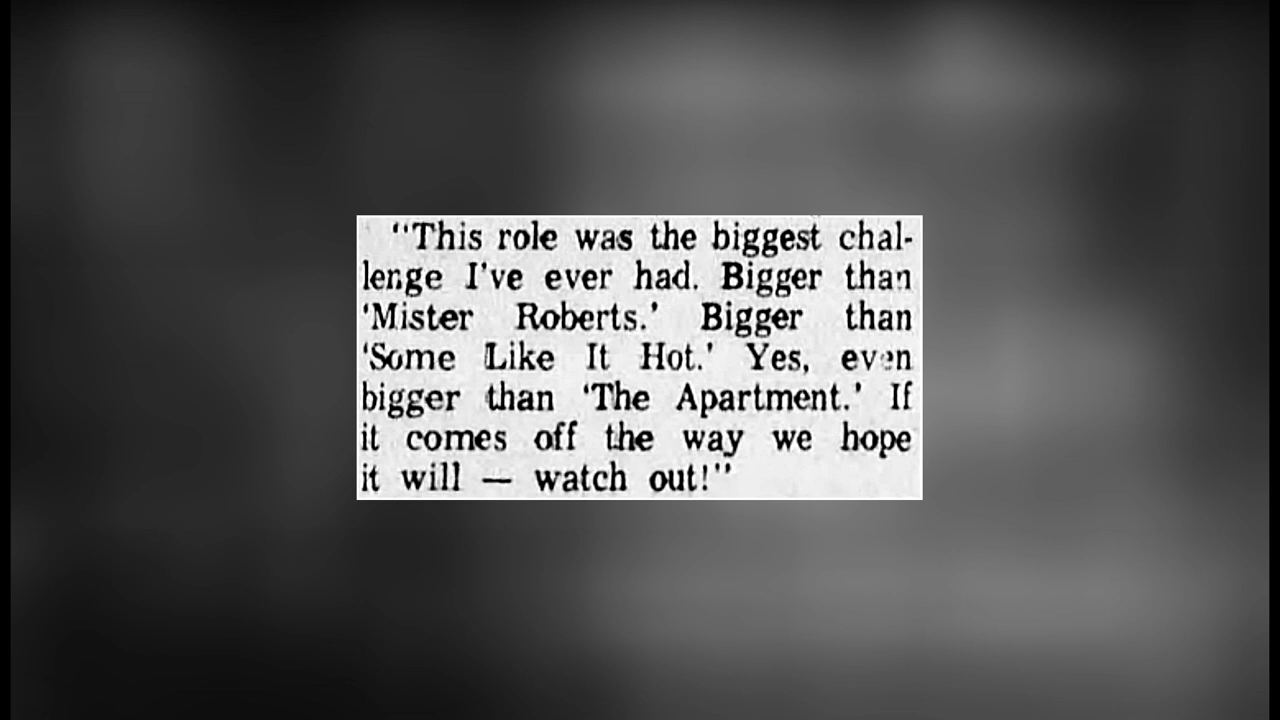 "This role was the biggest chal-
lenge I've ever had. Bigger than
'Mister Roberts.' Bigger than
'Some Like It Hot.' Yes, even
bigger than 'The Apartment.' If
it comes off the way we hope
it will — watch out!"